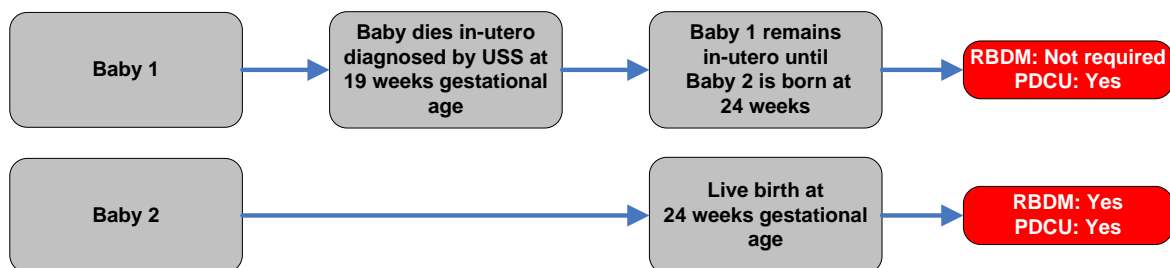 Baby 1
Baby dies in-utero
diagnosed by USS at
19 weeks gestational
age
Baby 1 remains
in-utero until
Baby 2 is born at
24 weeks
RBDM: Not required
PDCU: Yes
Baby 2
Live birth at
24 weeks gestational
age
RBDM: Yes
PDCU: Yes